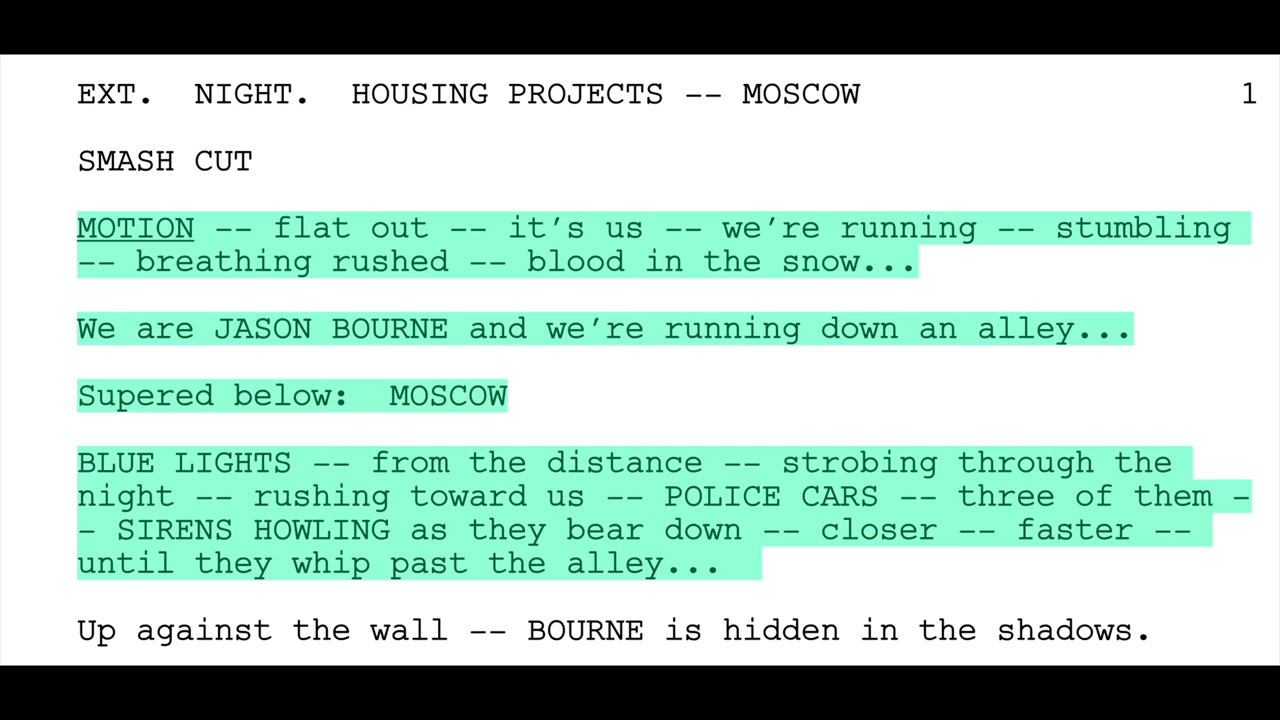 EXT.  NIGHT.  HOUSING PROJECTS -- MOSCOW 1
SMASH CUT
MOTION -- flat out -- it’s us -- we’re running -- stumbling
-- breathing rushed -- blood in the snow...
We are JASON BOURNE and we’re running down an alley...
Supered below:  MOSCOW
BLUE LIGHTS -- from the distance -- strobing through the
night -- rushing toward us -- POLICE CARS -- three of them -
- SIRENS HOWLING as they bear down -- closer -- faster --
until they whip past the alley...
Up against the wall -- BOURNE is hidden in the shadows.